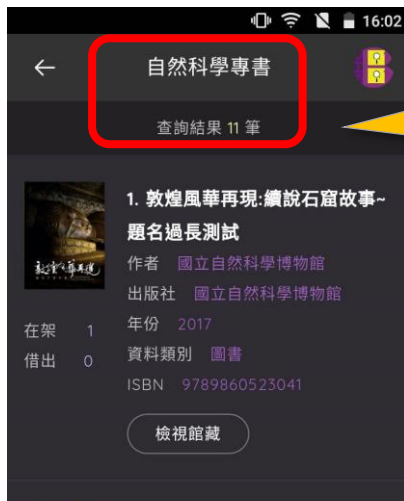 16:02
自然科學專書
查詢結果 11 筆
1. 敦煌風華再現:續說石窟故事~
題名過長測試
作者 國立自然科學博物館
出版社 國立自然科學博物館
年份 2017
資料類別 圖書
ISBN 9789860523041
在架 1
借出 0
檢視館藏